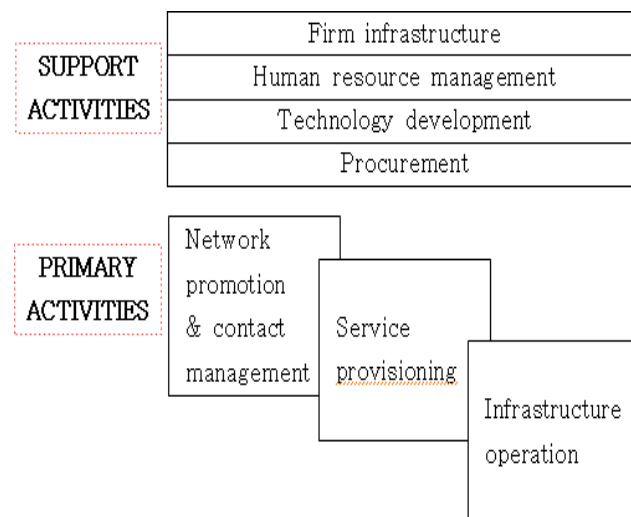 SUPPORT
ACTIVITIES
Firm infrastructure
Human resource management
Technology development
Procurement
PRIMARY
ACTIVITIES
Network
promotion
& contact
management
Service
provisioning
Infrastructure
operation